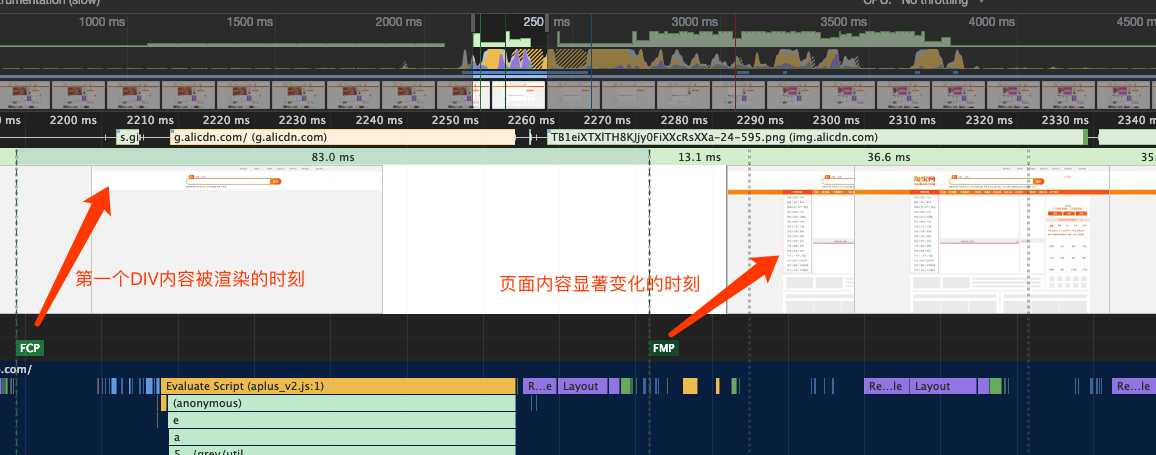 rumentation (slow)
CPU: No throttling
1000 ms 1500 ms 2000 ms 250 ms 3000 ms 3500 ms 4000 ms 4500
ms 2200 ms 2210 ms 2220 ms 2230 ms 2240 ms 2250 ms 2260 ms 2270 ms 2280 ms 2290 ms 2300 ms 2310 ms 2320 ms 2330 ms 2340 m
s.gi g.alicdn.com/ (g.alicdn.com) TB1eiXTXlTH8KJjy0FiXXcRsXXa-24-595.png (img.alicdn.com)
83.0 ms 13.1 ms 36.6 ms 35.
淘宝网
第一个DIV内容被渲染的时刻
页面内容显著变化的时刻
FCP FMP
.com/
Evaluate Script (aplus_v2.js:1) R...e Layout Re...le Layout Re...le
(anonymous)
e
a